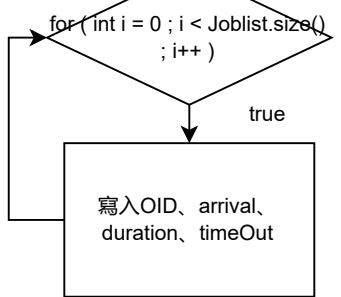 for ( int i = 0 ; i < Joblist.size()
; i++ )
true
寫入OID、arrival、
duration、timeOut